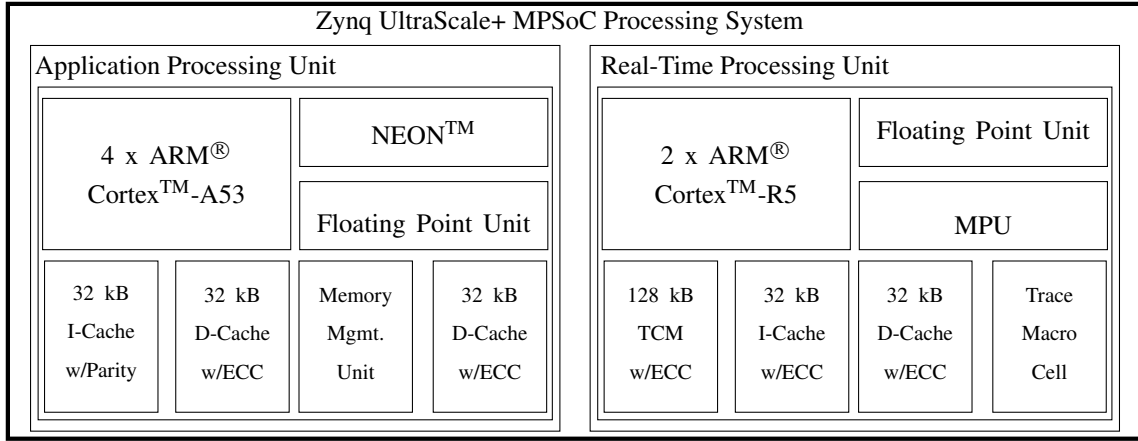 Zynq UltraScale+ MPSoC Processing System
Application Processing Unit
4 x ARM®
Cortex™-A53
NEON™
Floating Point Unit
32 kB
I-Cache
w/Parity
32 kB
D-Cache
w/ECC
Memory
Mgmt.
Unit
32 kB
D-Cache
w/ECC
Real-Time Processing Unit
2 x ARM®
Cortex™-R5
Floating Point Unit
MPU
128 kB
TCM
w/ECC
32 kB
I-Cache
w/ECC
32 kB
D-Cache
w/ECC
Trace
Macro
Cell